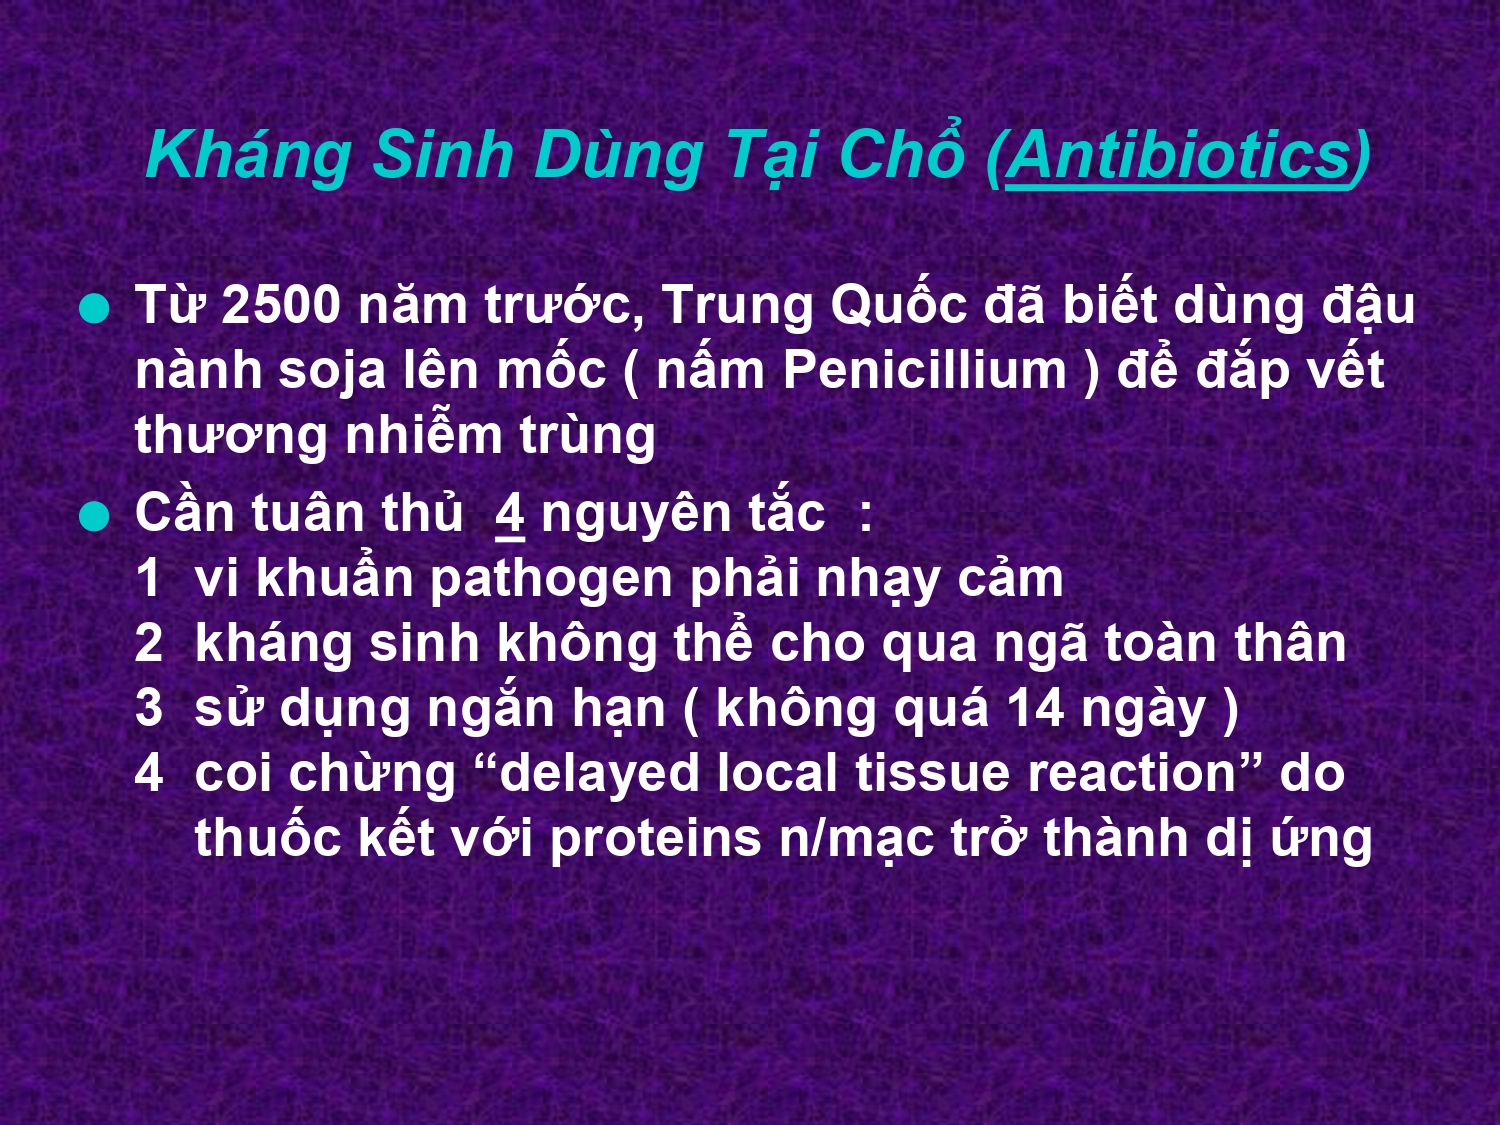 Kháng Sinh Dùng Tại Chổ (Antibiotics)
● Từ 2500 năm trước, Trung Quốc đã biết dùng đậu
nành soja lên mốc ( nấm Penicillium ) để đắp vết
thương nhiễm trùng
● Cần tuân thủ 4 nguyên tắc :
1 vi khuẩn pathogen phải nhạy cảm
2 kháng sinh không thể cho qua ngã toàn thân
3 sử dụng ngắn hạn ( không quá 14 ngày )
4 coi chừng “delayed local tissue reaction” do
thuốc kết với proteins n/mạc trở thành dị ứng